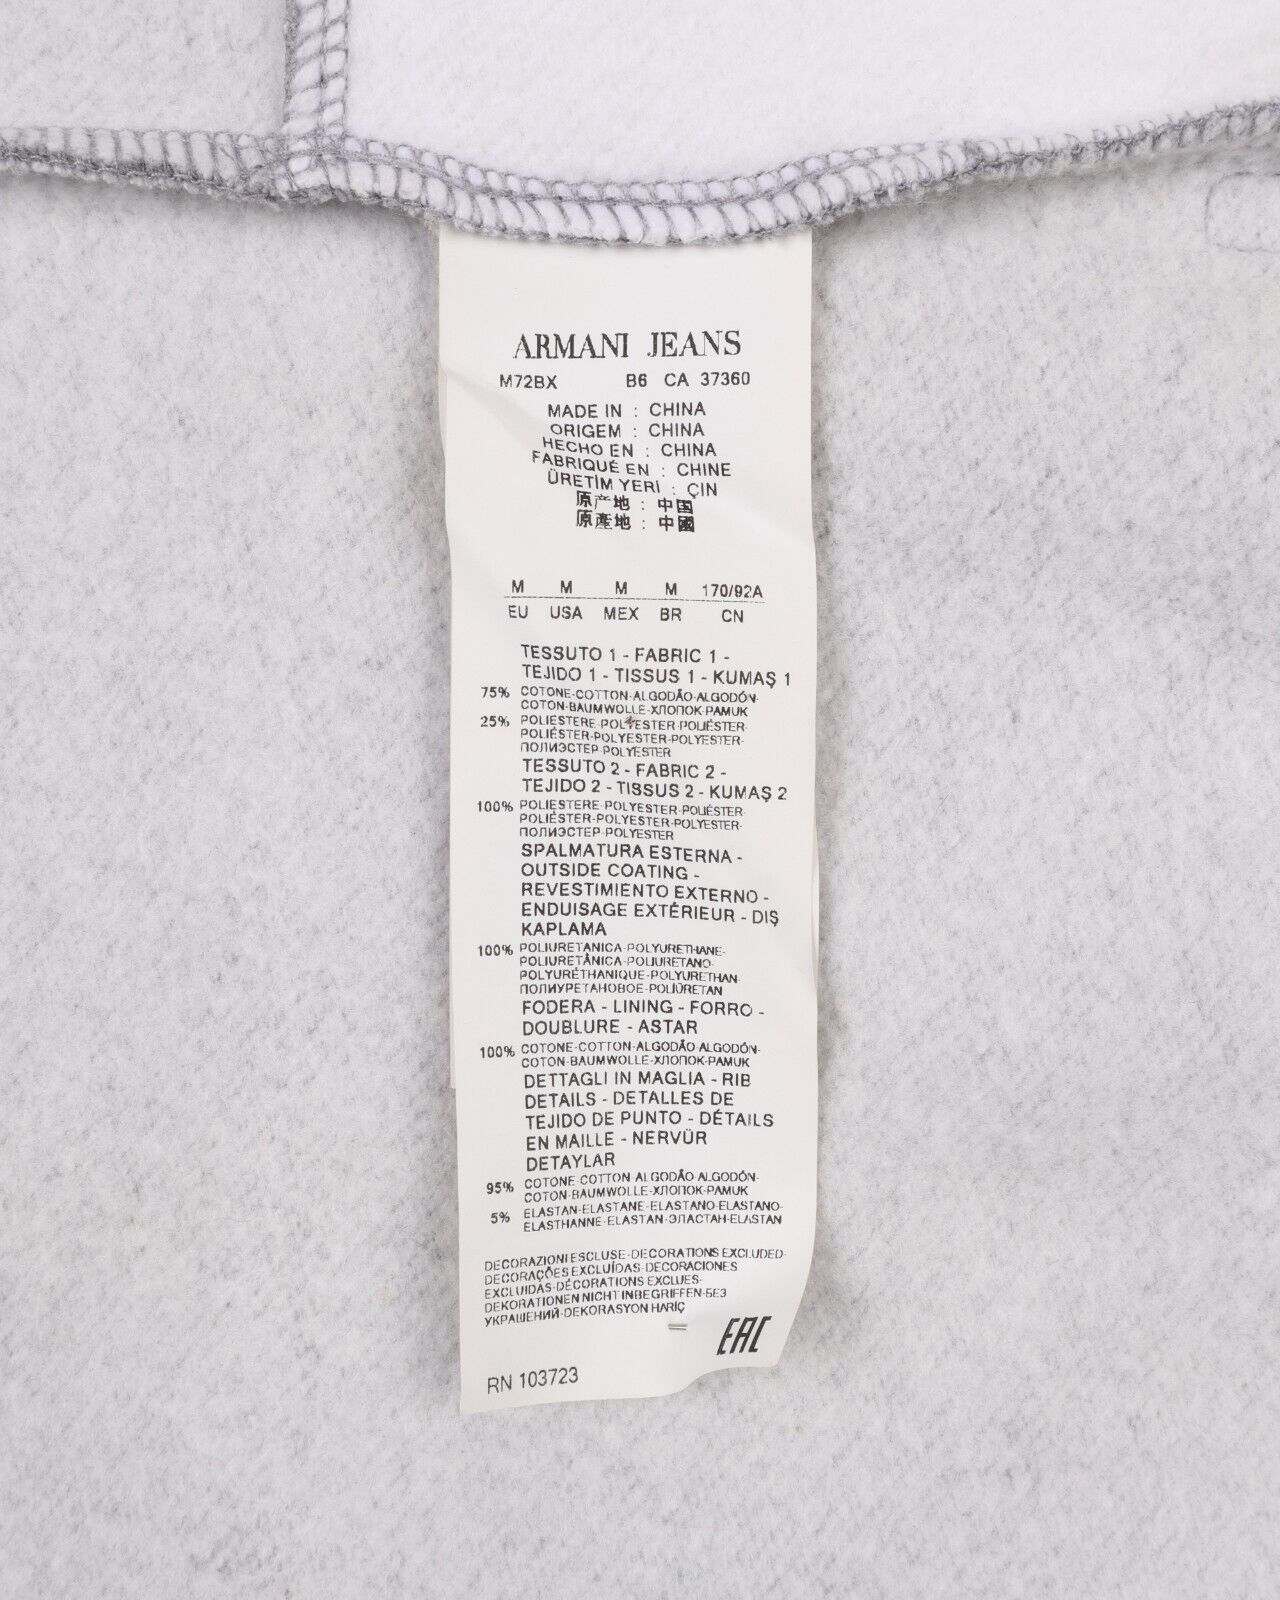 ARMANI JEANS
M72BX B6 CA 37360
MADE IN : CHINA
ORIGEM : CHINA
HECHO EN : CHINA
FABRIQUÉ EN : CHINE
ÜRETİM YERİ : ÇIN
原产地 : 中国
原產地 : 中國
M M M M 170/92A
EU USA MEX BR CN
TESSUTO 1 - FABRIC 1 -
TEJIDO 1 - TISSUS 1 - KUMAŞ 1
75% COTONE-COTTON-ALGODÃO-ALGODÓN-
COTON-BAUMWOLLE-ХЛОПОК-PAMUK
25% POLIESTERE-POLYESTER-POLIÉSTER-
POLIÉSTER-POLYESTER-POLYESTER-
ПОЛИЭСТЕР-POLYESTER
TESSUTO 2 - FABRIC 2 -
TEJIDO 2 - TISSUS 2 - KUMAŞ 2
100% POLIESTERE-POLYESTER-POLIÉSTER-
POLIÉSTER-POLYESTER-POLYESTER-
ПОЛИЭСТЕР-POLYESTER
SPALMATURA ESTERNA -
OUTSIDE COATING -
REVESTIMIENTO EXTERNO -
ENDUISAGE EXTÉRIEUR - DIŞ
KAPLAMA
100% POLIURETANICA-POLYURETHANE-
POLIURETÂNICA-POLIURETANO-
POLYURÉTHANIQUE-POLYURETHAN-
ПОЛИУРЕТАНОВОЕ-POLIÜRETAN
FODERA - LINING - FORRO -
DOUBLURE - ASTAR
100% COTONE-COTTON-ALGODÃO-ALGODÓN-
COTON-BAUMWOLLE-ХЛОПОК-PAMUK
DETTAGLI IN MAGLIA - RIB
DETAILS - DETALLES DE
TEJIDO DE PUNTO - DÉTAILS
EN MAILLE - NERVÜR
DETAYLAR
95% COTONE-COTTON-ALGODÃO-ALGODÓN-
COTON-BAUMWOLLE-ХЛОПОК-PAMUK
5% ELASTAN-ELASTANE-ELASTANO-ELASTANO-
ELASTHANNE-ELASTAN-ЭЛАСТАН-ELASTAN
DECORAZIONI ESCLUSE-DECORATIONS EXCLUDED-
DECORAÇÕES EXCLUÍDAS-DECORACIONES
EXCLUIDAS-DÉCORATIONS EXCLUES-
DEKORATIONEN NICHT INBEGRIFFEN-БЕЗ
УКРАШЕНИЙ-DEKORASYON HARİÇ
EAC
RN 103723